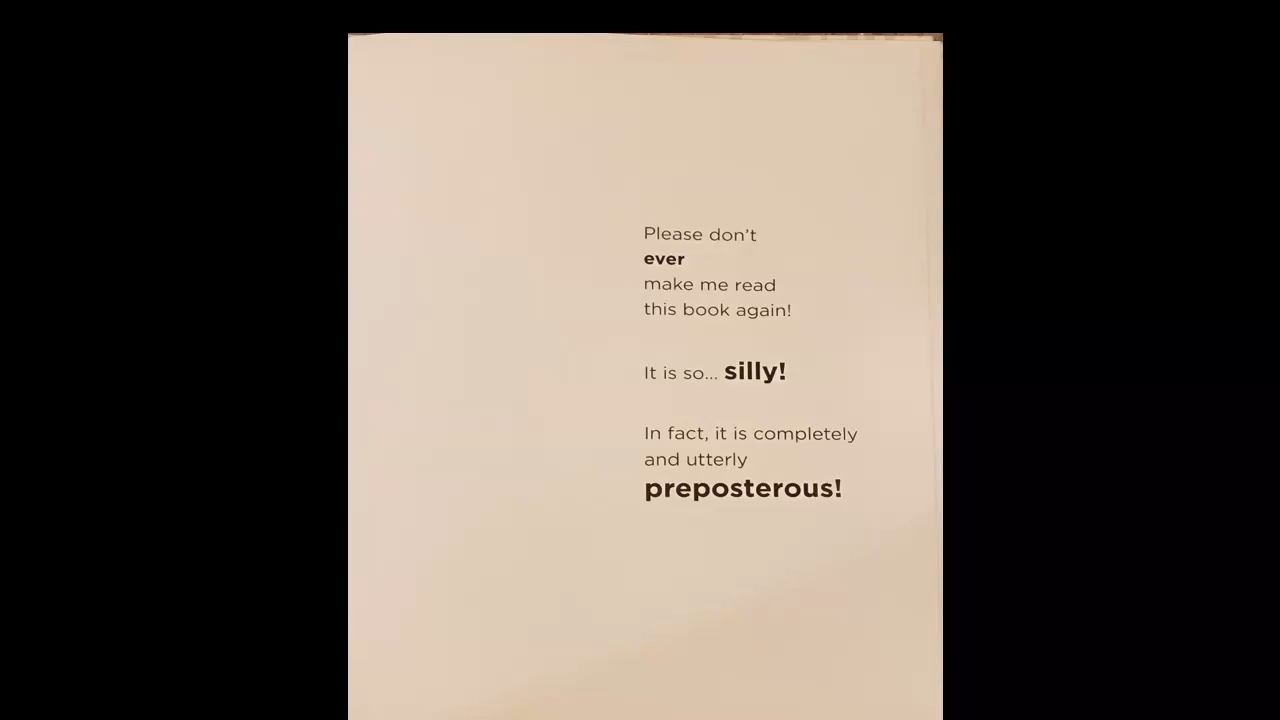 Please don’t
ever
make me read
this book again!
It is so... silly!
In fact, it is completely
and utterly
preposterous!